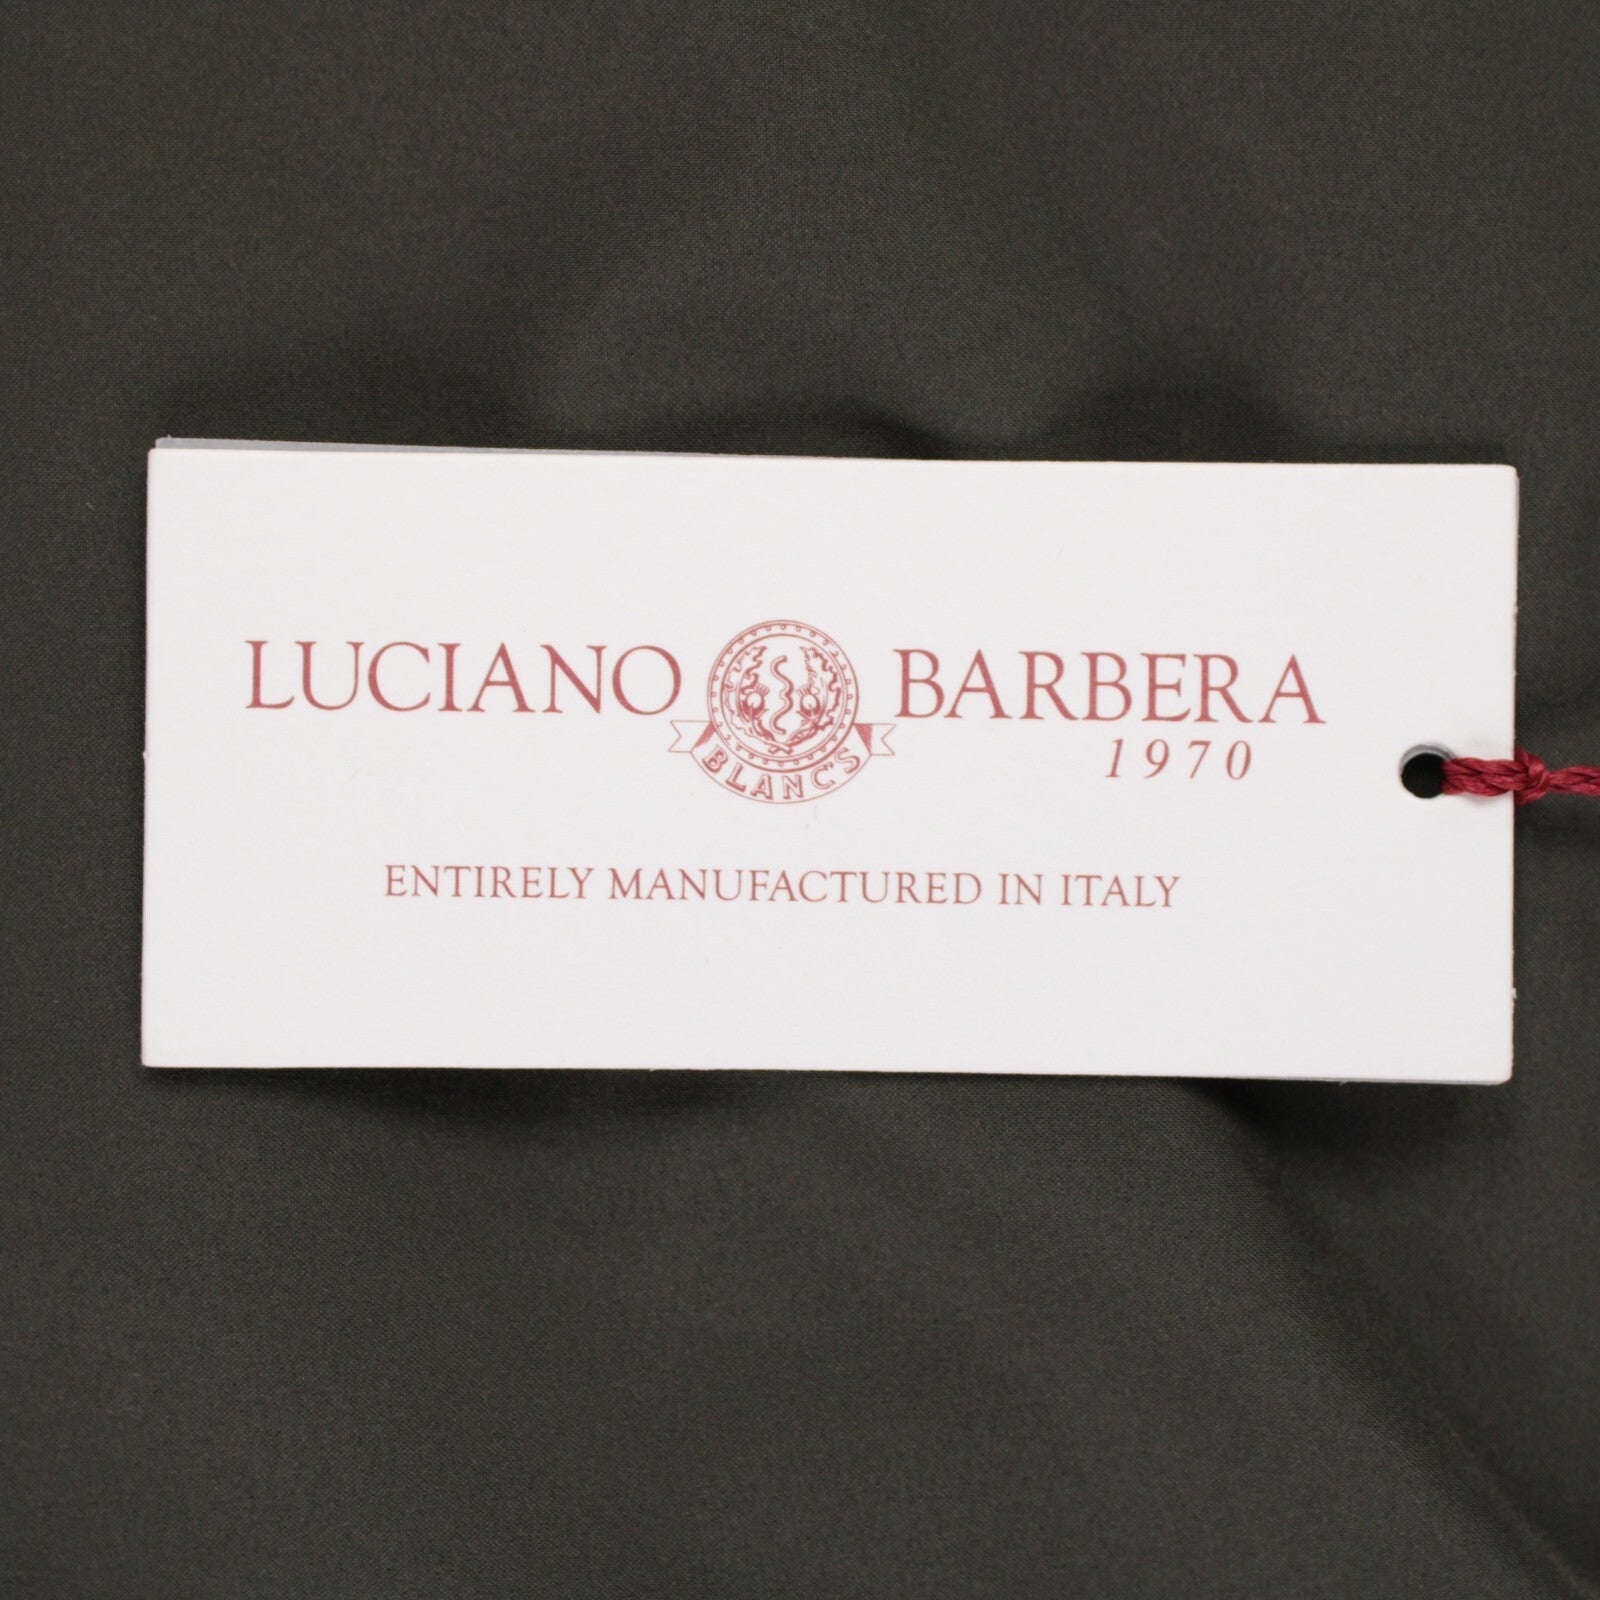 LUCIANO BARBERA
BLANC'S
1970
ENTIRELY MANUFACTURED IN ITALY